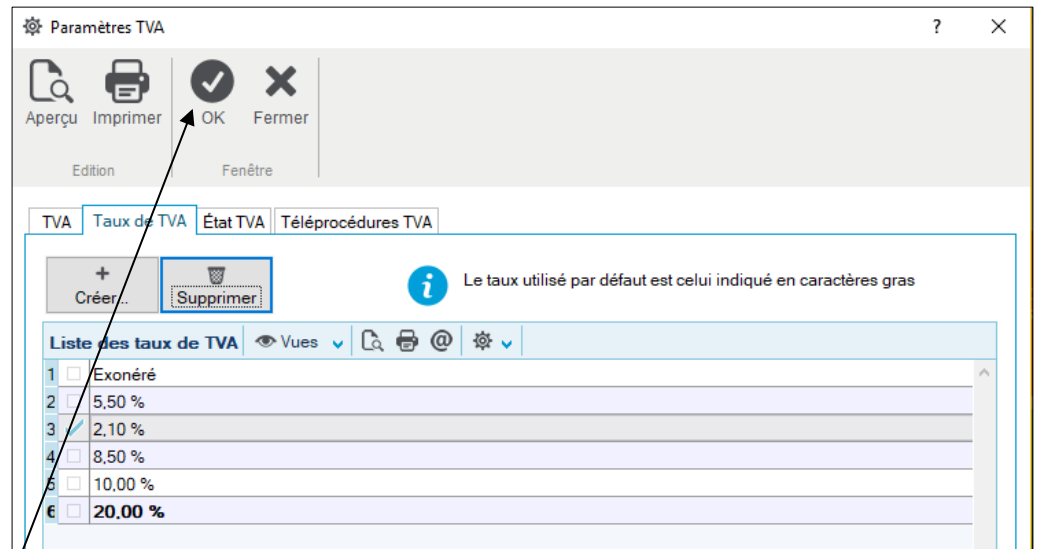 Paramètres TVA ?
Aperçu Imprimer OK Fermer
Edition Fenêtre
TVA Taux de TVA État TVA Téléprocédures TVA
Créer... Supprimer i Le taux utilisé par défaut est celui indiqué en caractères gras
Liste des taux de TVA Vues @
1 Exonéré
2 5,50 %
3 2,10 %
4 8,50 %
5 10,00 %
6 20,00 %